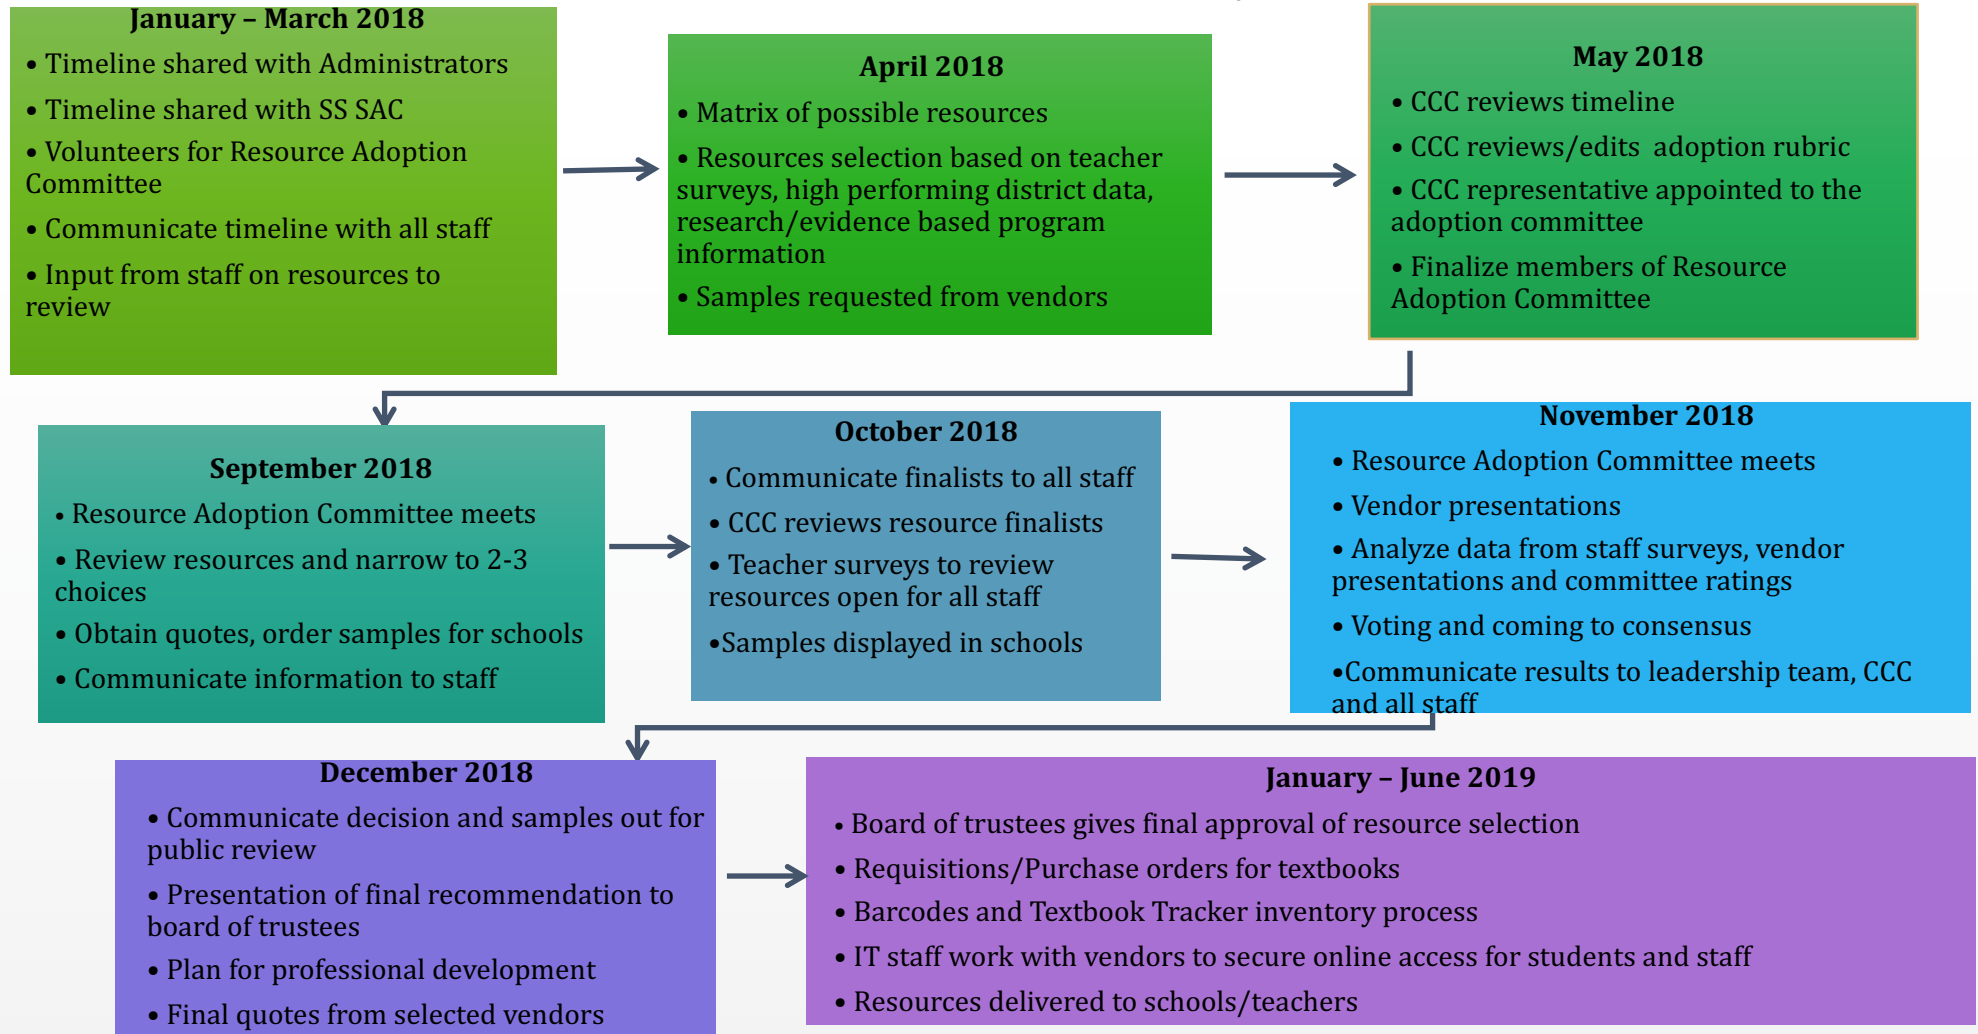 January – March 2018
• Timeline shared with Administrators
• Timeline shared with SS SAC
• Volunteers for Resource Adoption
Committee
• Communicate timeline with all staff
• Input from staff on resources to
review
April 2018
• Matrix of possible resources
• Resources selection based on teacher
surveys, high performing district data,
research/evidence based program
information
• Samples requested from vendors
May 2018
• CCC reviews timeline
• CCC reviews/edits  adoption rubric
• CCC representative appointed to the
adoption committee
• Finalize members of Resource
Adoption Committee
September 2018
• Resource Adoption Committee meets
• Review resources and narrow to 2-3
choices
• Obtain quotes, order samples for schools
• Communicate information to staff
October 2018
• Communicate finalists to all staff
• CCC reviews resource finalists
• Teacher surveys to review
resources open for all staff
•Samples displayed in schools
November 2018
• Resource Adoption Committee meets
• Vendor presentations
• Analyze data from staff surveys, vendor
presentations and committee ratings
• Voting and coming to consensus
•Communicate results to leadership team, CCC
and all staff
December 2018
• Communicate decision and samples out for
public review
• Presentation of final recommendation to
board of trustees
• Plan for professional development
• Final quotes from selected vendors
January – June 2019
• Board of trustees gives final approval of resource selection
• Requisitions/Purchase orders for textbooks
• Barcodes and Textbook Tracker inventory process
• IT staff work with vendors to secure online access for students and staff
• Resources delivered to schools/teachers